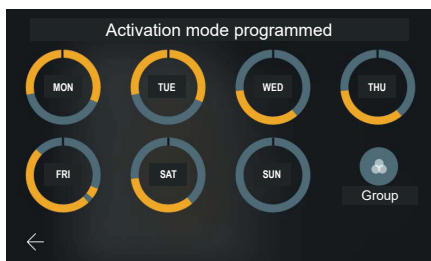 Activation mode programmed
MON TUE WED THU
FRI SAT SUN
Group